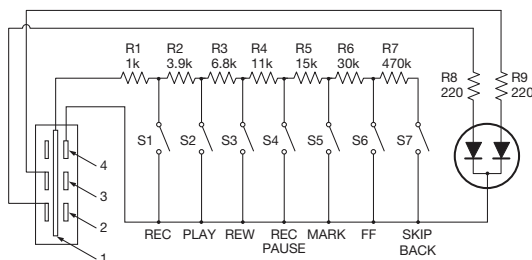 R1 R2 R3 R4 R5 R6 R7
1k 3.9k 6.8k 11k 15k 30k 470k
R8 R9
220 220
S1 S2 S3 S4 S5 S6 S7
4
3
2
1
REC PLAY REW REC MARK FF SKIP
PAUSE BACK